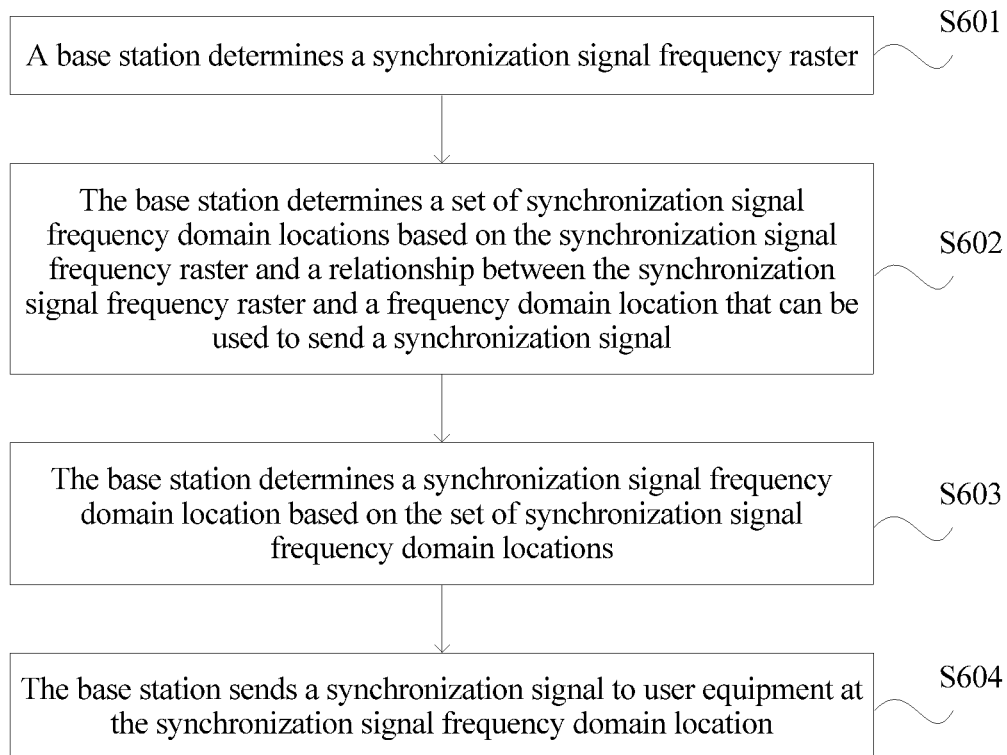 S601
A base station determines a synchronization signal frequency raster
The base station determines a set of synchronization signal
frequency domain locations based on the synchronization signal
frequency raster and a relationship between the synchronization
signal frequency raster and a frequency domain location that can be
used to send a synchronization signal
S602
The base station determines a synchronization signal frequency
domain location based on the set of synchronization signal
frequency domain locations
S603
The base station sends a synchronization signal to user equipment at
the synchronization signal frequency domain location
S604